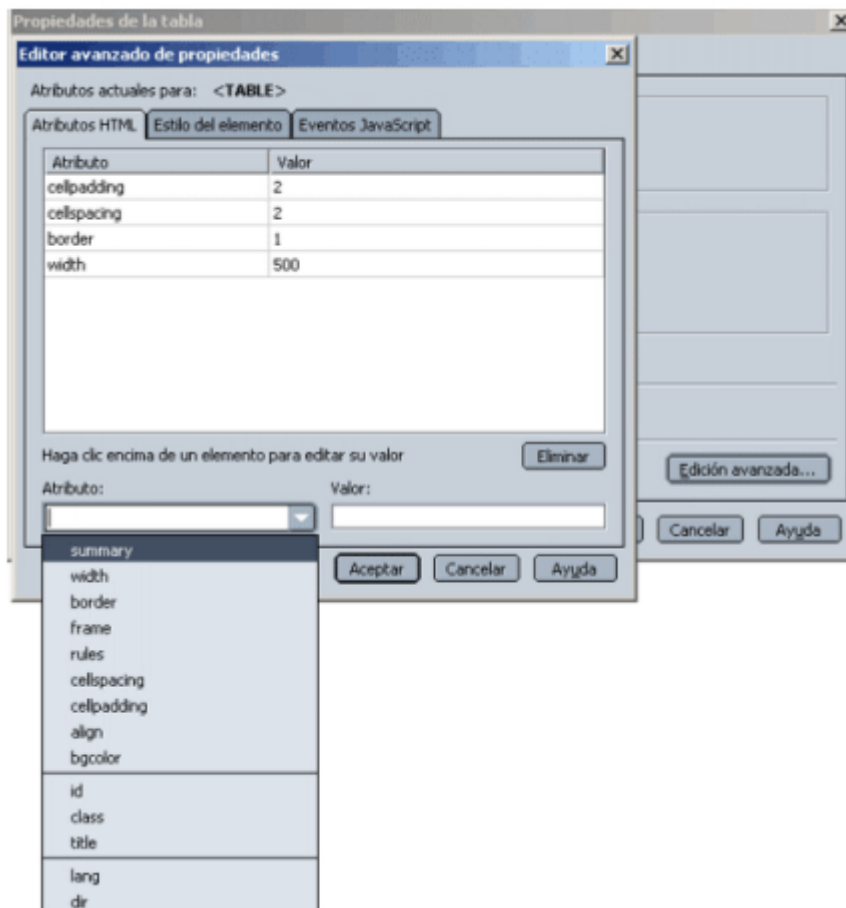 Propiedades de la tabla
Editor avanzado de propiedades
Atributos actuales para: <TABLE>
Atributos HTML Estilo del elemento Eventos JavaScript
Atributo Valor
cellpadding 2
cellspacing 2
border 1
width 500
Haga clic encima de un elemento para editar su valor Eliminar
Edición avanzada...
Atributo: Valor:
Cancelar Ayuda
summary
Aceptar Cancelar Ayuda
width
border
frame
rules
cellspacing
cellpadding
align
bgcolor
id
class
title
lang
dir